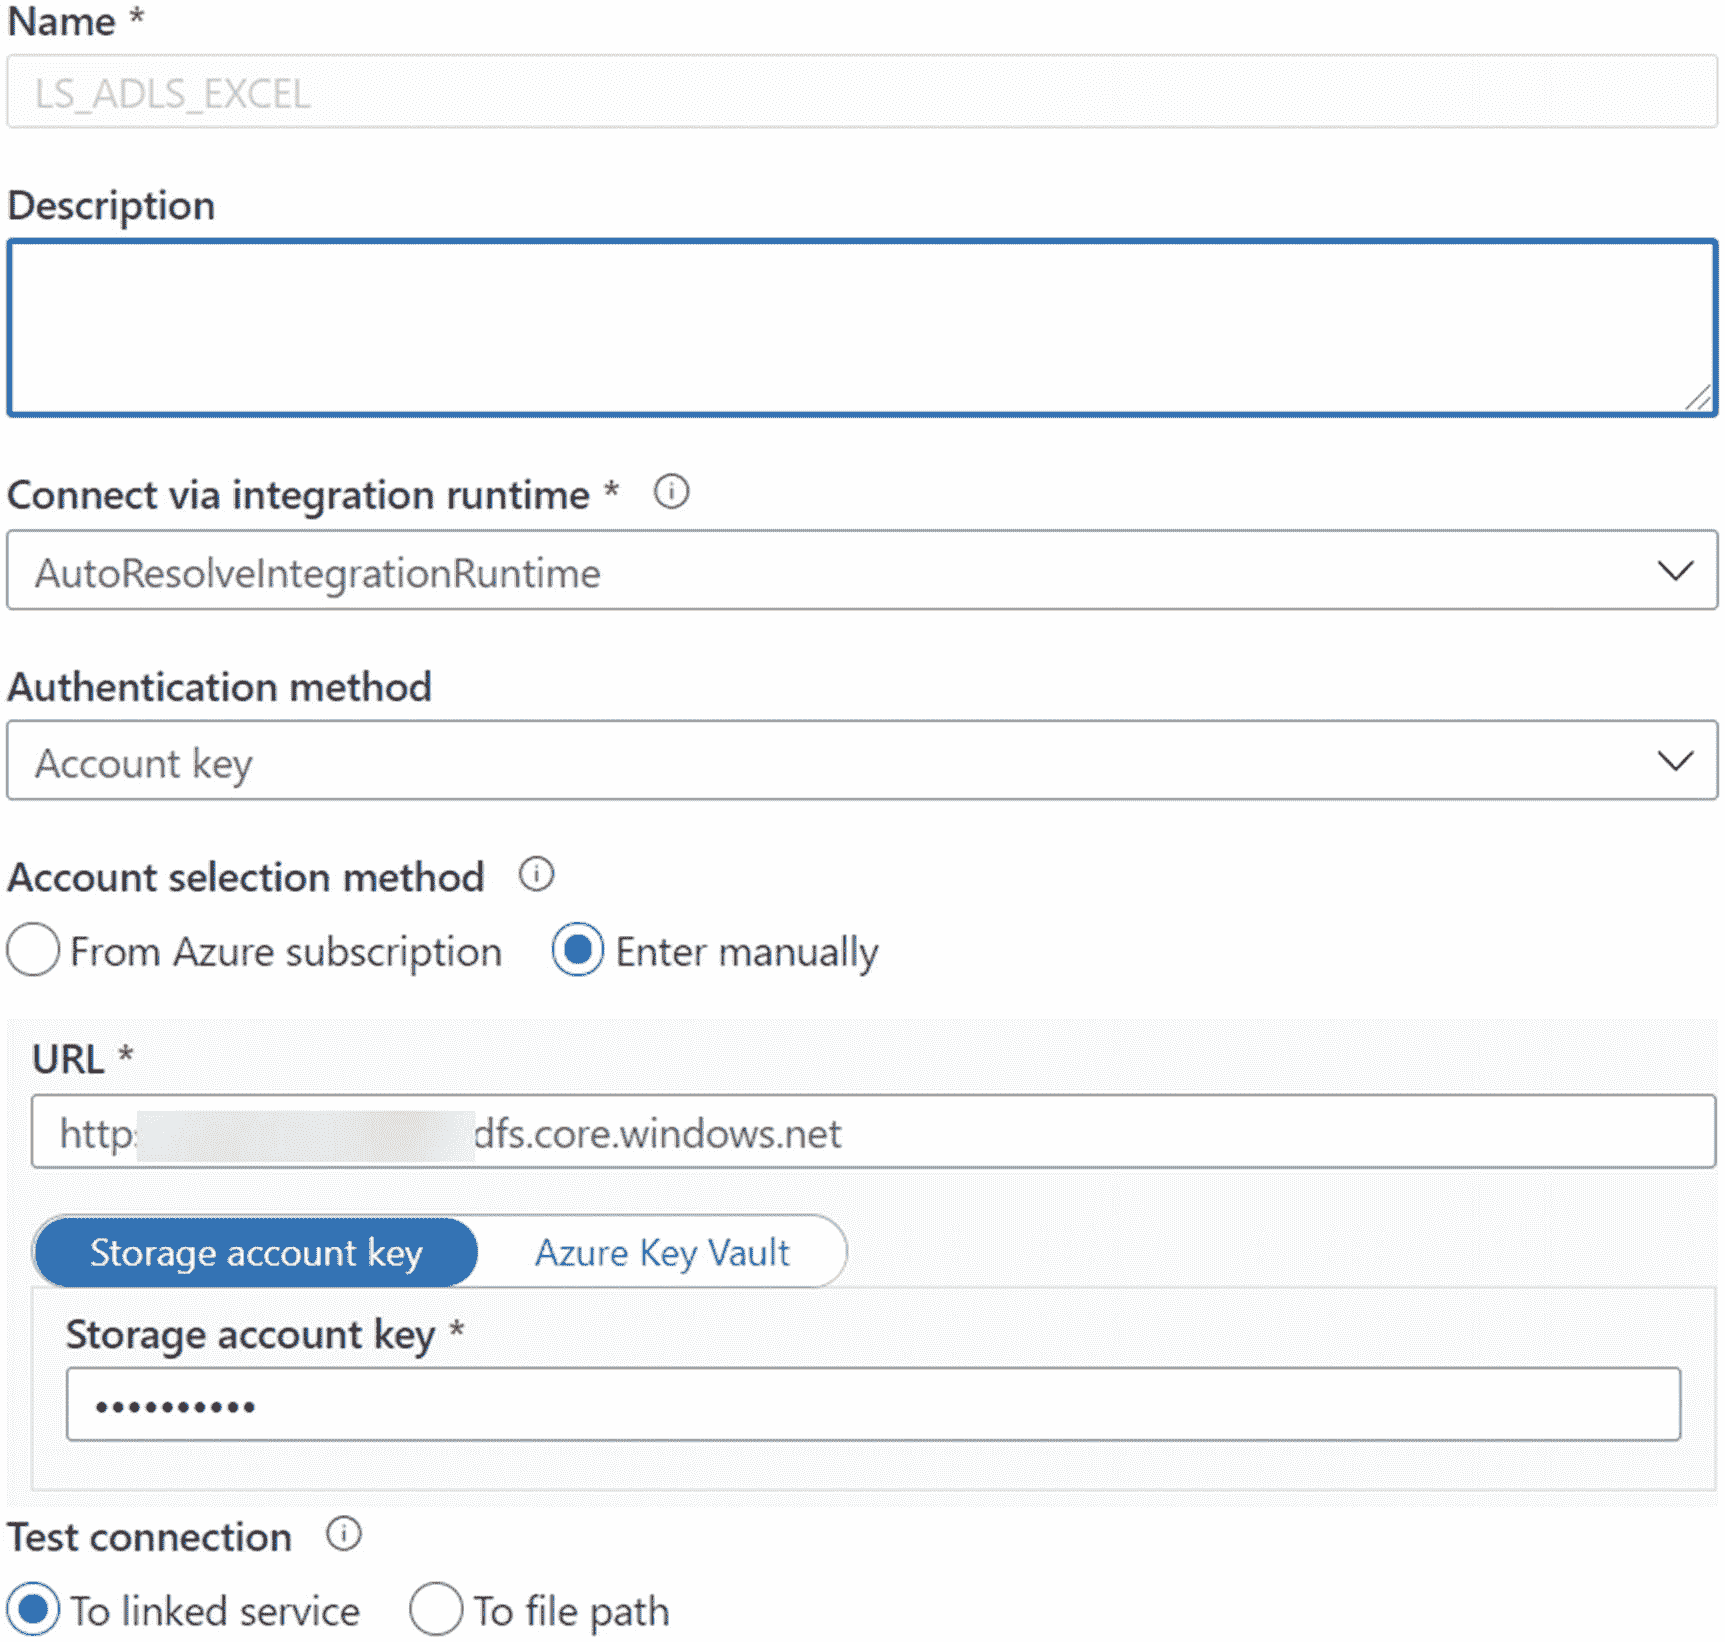 Name *
LS_ADLS_EXCEL
Description
Connect via integration runtime *
AutoResolveIntegrationRuntime
Authentication method
Account key
Account selection method
From Azure subscription Enter manually
URL *
http: dfs.core.windows.net
Storage account key Azure Key Vault
Storage account key *
••••••••••
Test connection
To linked service To file path